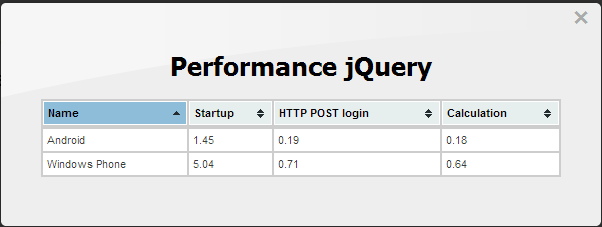 Performance jQuery
Name Startup HTTP POST login Calculation
Android 1.45 0.19 0.18
Windows Phone 5.04 0.71 0.64